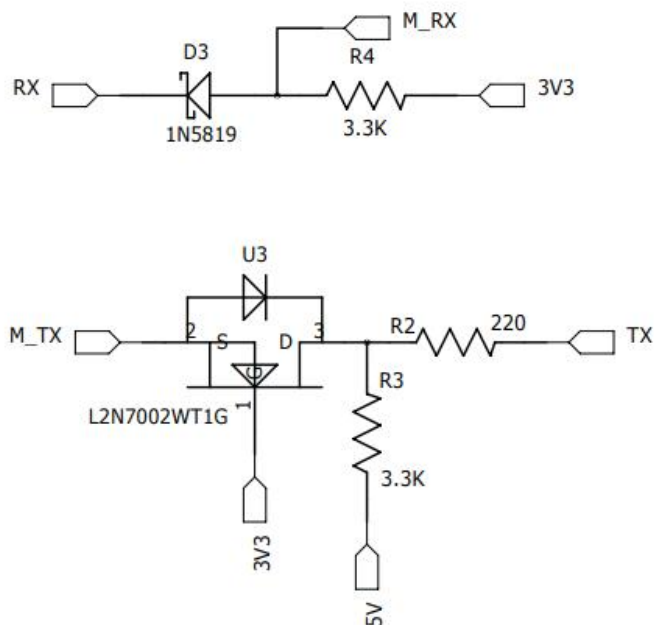 M_RX
D3
R4
RX
3V3
1N5819
3.3K
U3
M_TX
2
S
D
3
R2
220
TX
G
1
R3
L2N7002WT1G
3.3K
3V3
5V